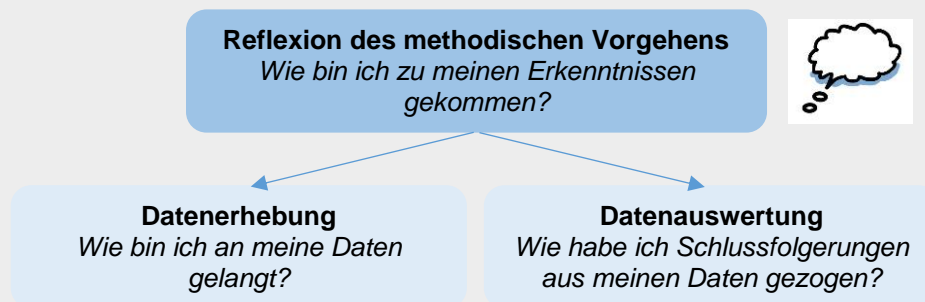 Reflexion des methodischen Vorgehens
Wie bin ich zu meinen Erkenntnissen
gekommen?
Datenerhebung
Wie bin ich an meine Daten
gelangt?
Datenauswertung
Wie habe ich Schlussfolgerungen
aus meinen Daten gezogen?